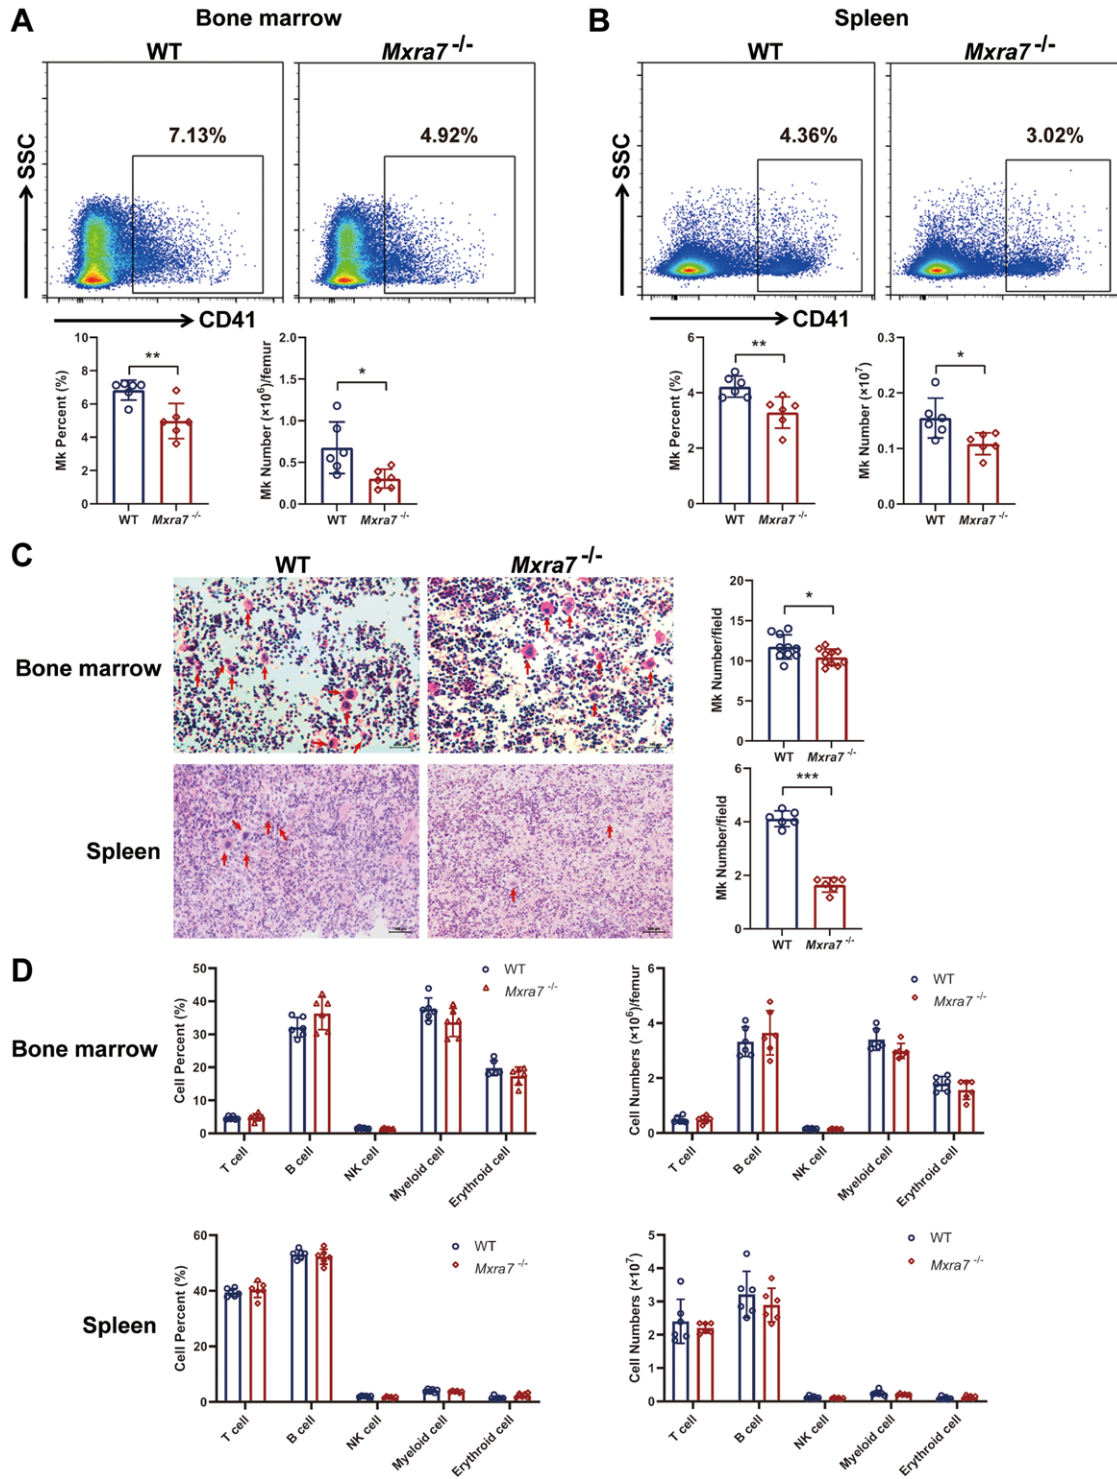 A
Bone marrow
WT
Mxra7 -/-
SSC
7.13%
4.92%
CD41
10
8
6
4
2
0
Mk Percent (%)
**
WT
Mxra7 -/-
2.0
1.5
1.0
0.5
0.0
Mk Number (×10⁶)/femur
*
WT
Mxra7 -/-
B
Spleen
WT
Mxra7 -/-
SSC
4.36%
3.02%
CD41
6
4
2
0
Mk Percent (%)
**
WT
Mxra7 -/-
0.3
0.2
0.1
0.0
Mk Number (×10⁷)
*
WT
Mxra7 -/-
C
WT
Mxra7 -/-
Bone marrow
20
15
10
5
0
Mk Number/field
*
WT
Mxra7 -/-
Spleen
6
4
2
0
Mk Number/field
***
WT
Mxra7 -/-
D
Bone marrow
50
40
30
20
10
0
Cell Percent (%)
WT
Mxra7 -/-
T cell
B cell
NK cell
Myeloid cell
Erythroid cell
6
4
2
0
Cell Numbers (×10⁶)/femur
WT
Mxra7 -/-
T cell
B cell
NK cell
Myeloid cell
Erythroid cell
Spleen
60
40
20
0
Cell Percent (%)
WT
Mxra7 -/-
T cell
B cell
NK cell
Myeloid cell
Erythroid cell
5
4
3
2
1
0
Cell Numbers (×10⁷)
WT
Mxra7 -/-
T cell
B cell
NK cell
Myeloid cell
Erythroid cell